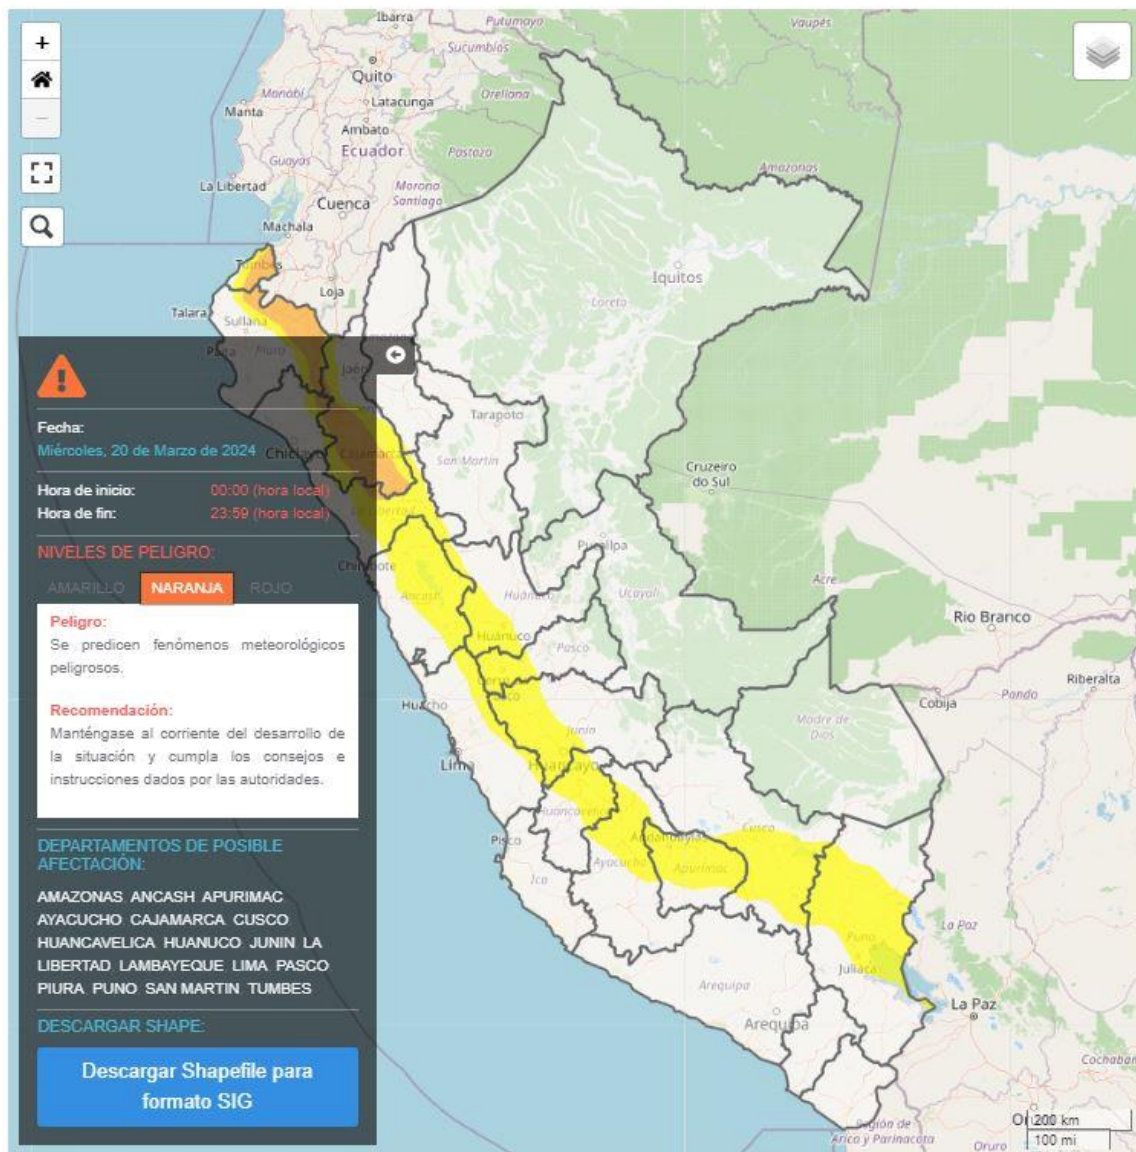 +
−
Ibarra
Putumayo
Vaupés
Sucumbíos
Quito
Orellana
Manabí
Latacunga
Manta
Ambato
Ecuador
Pastaza
Guayas
Amazonas
La Libertad
Morona
Santiago
Cuenca
Machala
Tumbes
Iquitos
Loja
Loreto
Talara
Sullana
Paita
Piura
Jaén
Tarapoto
San Martín
Cruzeiro
do Sul
Fecha:
Miércoles, 20 de Marzo de 2024
Chiclayo
Cajamarca
Hora de inicio: 00:00 (hora local)
Hora de fin: 23:59 (hora local)
La Libertad
NIVELES DE PELIGRO:
AMARILLO NARANJA ROJO
Chimbote
Pucallpa
Acre
Ancash
Huánuco
Ucayali
Rio Branco
Peligro:
Se predicen fenómenos meteorológicos
peligrosos.
Huánuco
Pasco
Riberalta
Pando
Cobija
Recomendación:
Manténgase al corriente del desarrollo de
la situación y cumpla los consejos e
instrucciones dados por las autoridades.
Huacho
Junín
Madre de
Dios
Lima
Huancayo
Huancavelica
Pisco
Andahuaylas
Cusco
Ayacucho
Apurímac
Ica
DEPARTAMENTOS DE POSIBLE
AFECTACIÓN:
AMAZONAS ANCASH APURIMAC
AYACUCHO CAJAMARCA CUSCO
HUANCAVELICA HUANUCO JUNIN LA
LIBERTAD LAMBAYEQUE LIMA PASCO
PIURA PUNO SAN MARTIN TUMBES
La Paz
Puno
Juliaca
Arequipa
La Paz
Arequipa
DESCARGAR SHAPE:
Descargar Shapefile para
formato SIG
Cochabam
200 km
100 mi
Región de
Arica y Parinacota
Oruro